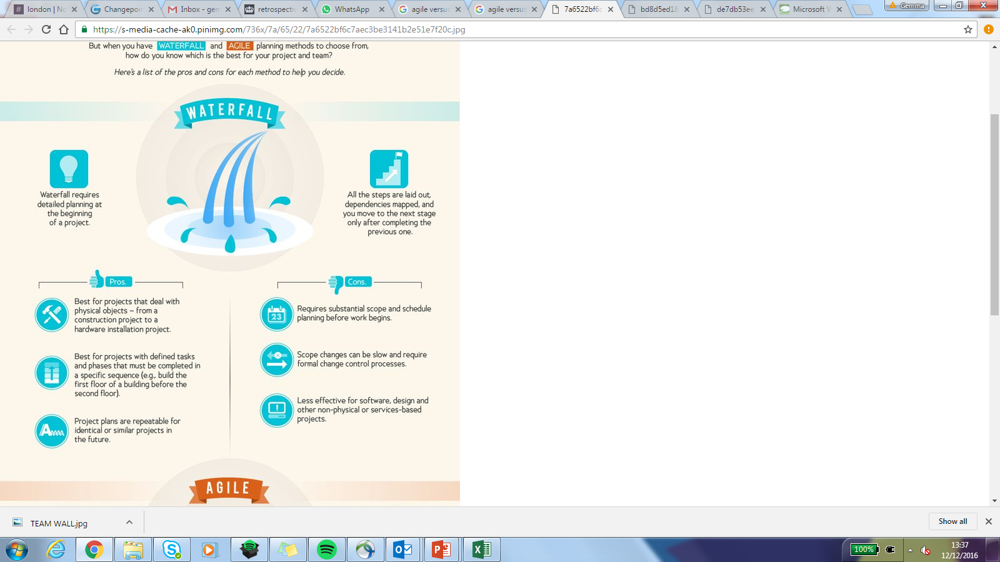 london | No
Changepoin
Inbox - gen
retrospectiv
WhatsApp
agile versus
agile versus
7a6522bf6c
bd8d5ed18
de7db53ee
Microsoft W
Gemma
https://s-media-cache-ak0.pinimg.com/736x/7a/65/22/7a6522bf6c7aec3be3141b2e51e7f20c.jpg
But when you have WATERFALL and AGILE planning methods to choose from,
how do you know which is the best for your project and team?
Here's a list of the pros and cons for each method to help you decide.
WATERFALL
Waterfall requires
detailed planning at
the beginning
of a project.
All the steps are laid out,
dependencies mapped, and
you move to the next stage
only after completing the
previous one.
Pros.
Best for projects that deal with
physical objects – from a
construction project to a
hardware installation project.
Best for projects with defined tasks
and phases that must be completed in
a specific sequence (e.g., build the
first floor of a building before the
second floor).
AAAAA
Project plans are repeatable for
identical or similar projects in
the future.
Cons.
23
Requires substantial scope and schedule
planning before work begins.
Scope changes can be slow and require
formal change control processes.
Less effective for software, design and
other non-physical or services-based
projects.
AGILE
TEAM WALL.jpg
Show all
100%
13:37
12/12/2016